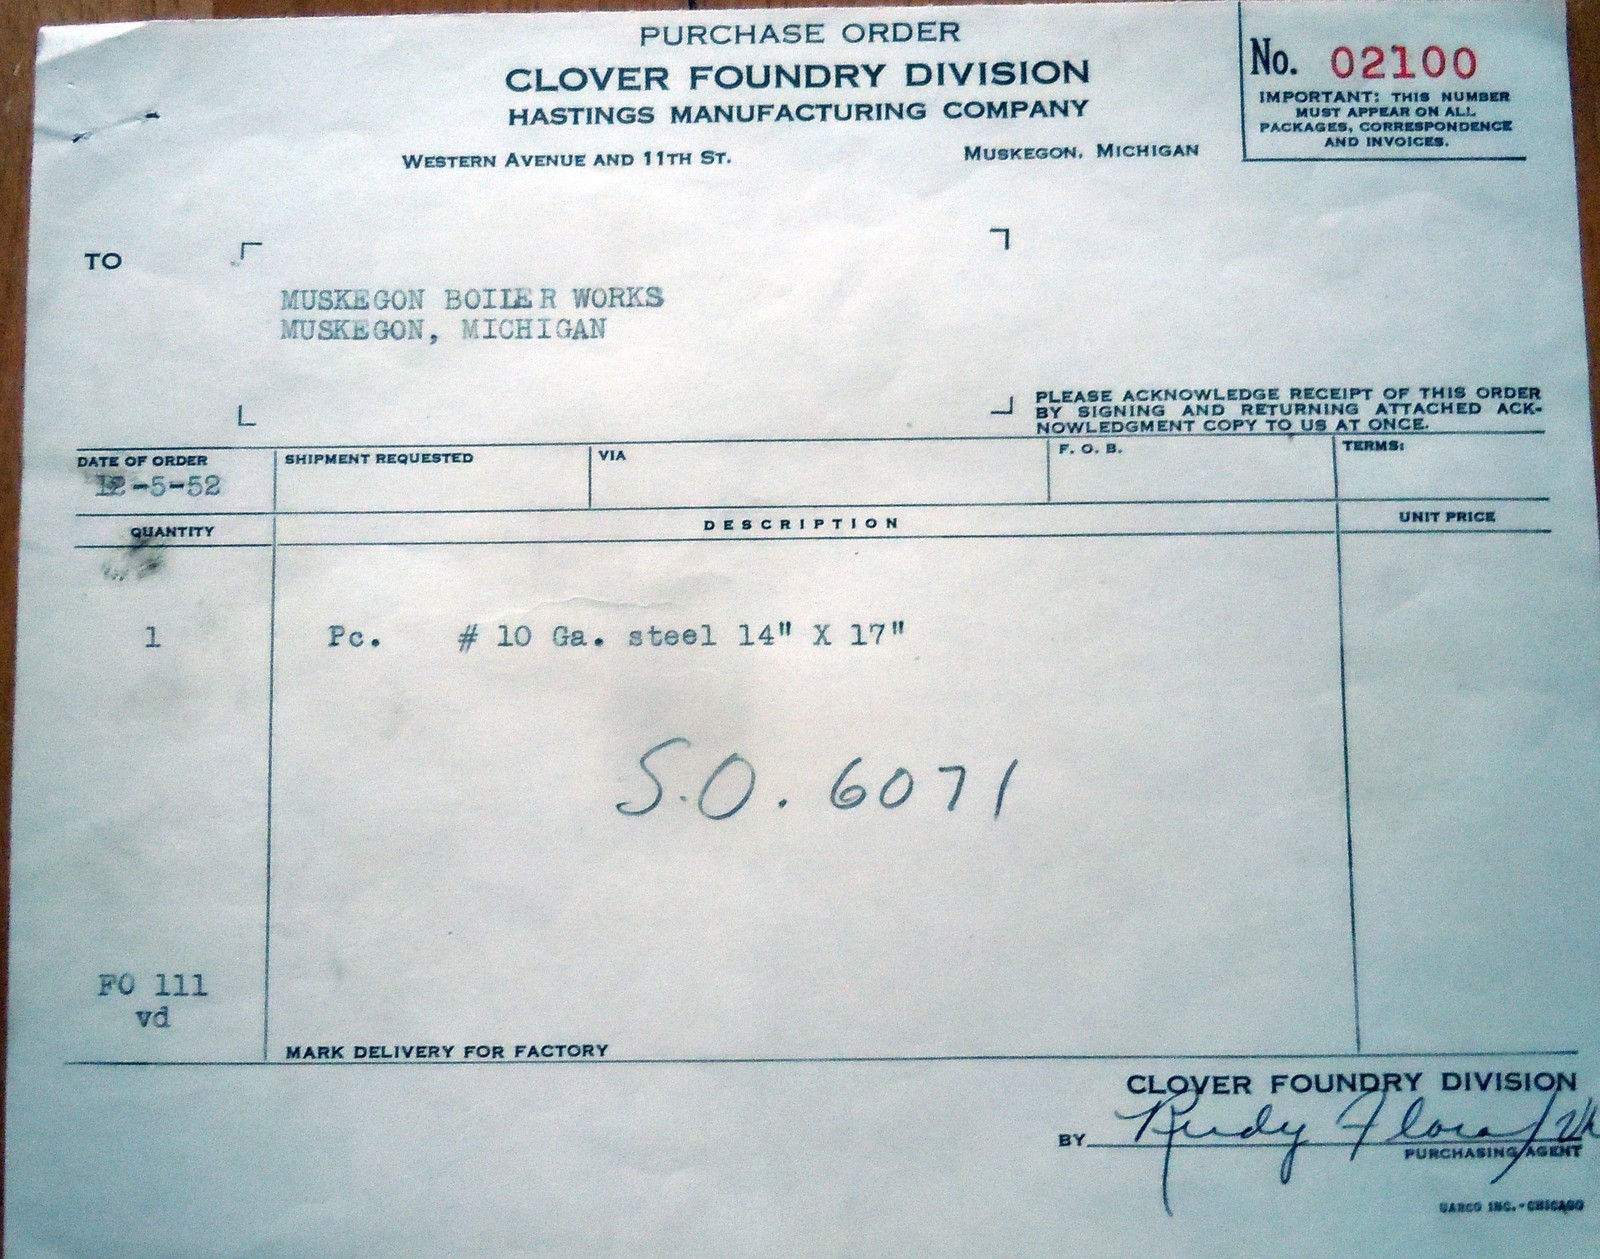 PURCHASE ORDER
CLOVER FOUNDRY DIVISION
HASTINGS MANUFACTURING COMPANY
WESTERN AVENUE AND 11TH ST. MUSKEGON, MICHIGAN
No. 02100
IMPORTANT: THIS NUMBER
MUST APPEAR ON ALL
PACKAGES, CORRESPONDENCE
AND INVOICES.
TO
MUSKEGON BOIIER WORKS
MUSKEGON, MICHIGAN
PLEASE ACKNOWLEDGE RECEIPT OF THIS ORDER
BY SIGNING AND RETURNING ATTACHED ACK-
NOWLEDGMENT COPY TO US AT ONCE.
DATE OF ORDER SHIPMENT REQUESTED VIA F. O. B. TERMS:
12-5-52
QUANTITY DESCRIPTION UNIT PRICE
1 Pc. # 10 Ga. steel 14" X 17"
S.O. 6071
FO 111
vd
MARK DELIVERY FOR FACTORY
CLOVER FOUNDRY DIVISION
BY Rudy Flora
PURCHASING AGENT
UARCO INC. - CHICAGO